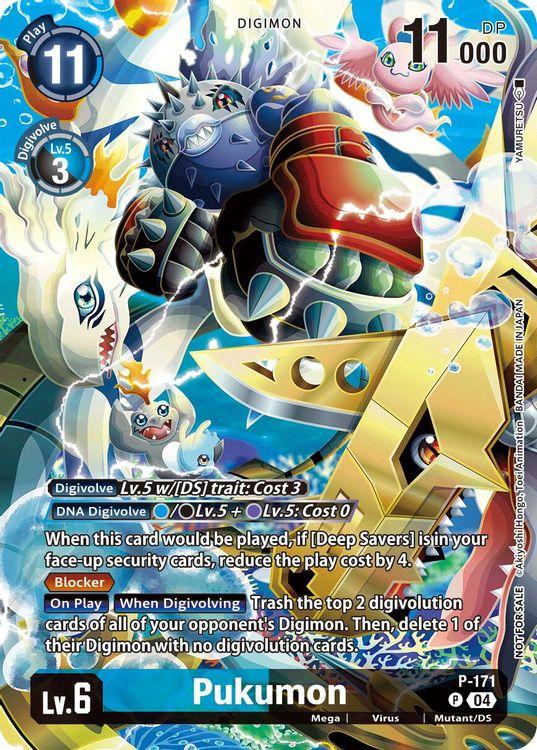 DIGIMON
Play
11
11000
DP
Digivolve
Lv.5
3
YAMURETSU
©Akiyoshi Hongo, Toei Animation BANDAI MADE IN JAPAN
NOT FOR SALE
Digivolve Lv.5 w/[DS] trait: Cost 3
DNA Digivolve /Lv.5 + Lv.5: Cost 0
When this card would be played, if [Deep Savers] is in your
face-up security cards, reduce the play cost by 4.
Blocker
On Play When Digivolving Trash the top 2 digivolution
cards of all of your opponent's Digimon. Then, delete 1 of
their Digimon with no digivolution cards.
P-171
Lv.6 Pukumon P 04
Mega Virus Mutant/DS